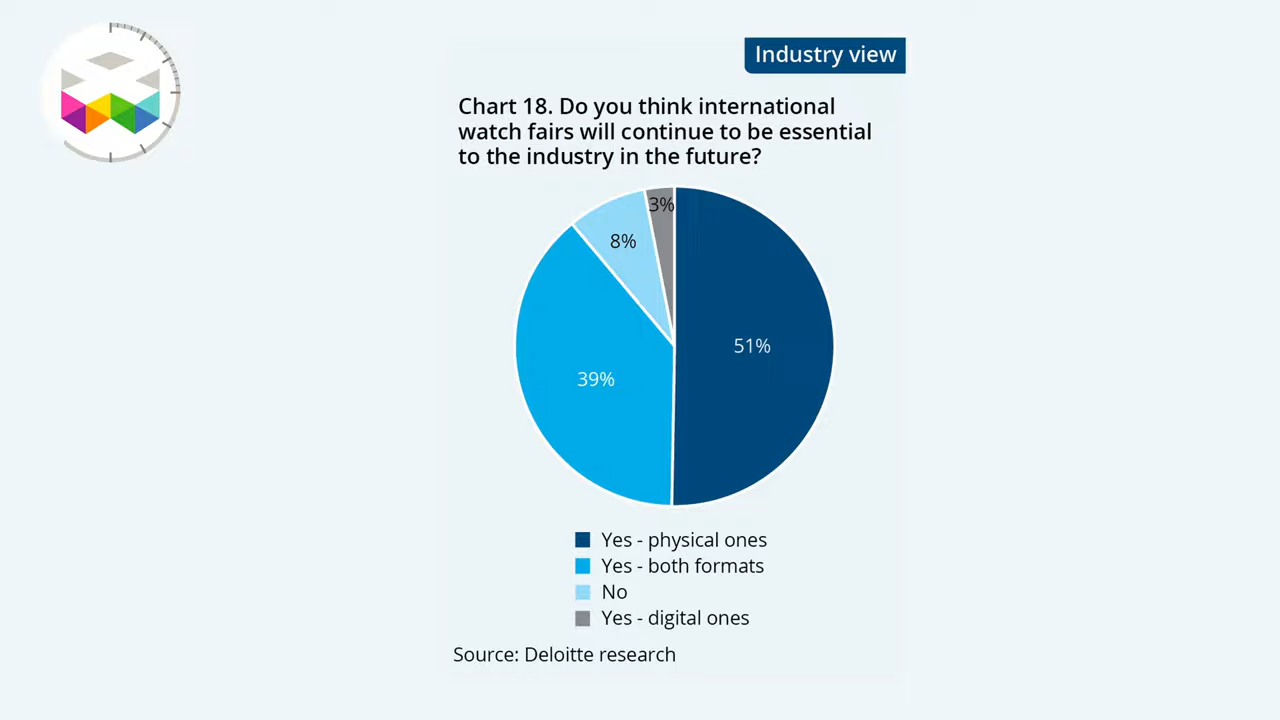 Industry view
Chart 18. Do you think international
watch fairs will continue to be essential
to the industry in the future?
3%
8%
51%
39%
Yes - physical ones
Yes - both formats
No
Yes - digital ones
Source: Deloitte research